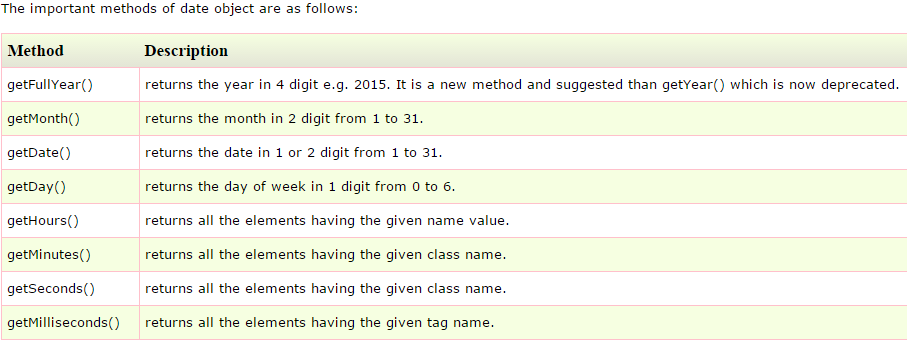 The important methods of date object are as follows:
Method Description
getFullYear() returns the year in 4 digit e.g. 2015. It is a new method and suggested than getYear() which is now deprecated.
getMonth() returns the month in 2 digit from 1 to 31.
getDate() returns the date in 1 or 2 digit from 1 to 31.
getDay() returns the day of week in 1 digit from 0 to 6.
getHours() returns all the elements having the given name value.
getMinutes() returns all the elements having the given class name.
getSeconds() returns all the elements having the given class name.
getMilliseconds() returns all the elements having the given tag name.